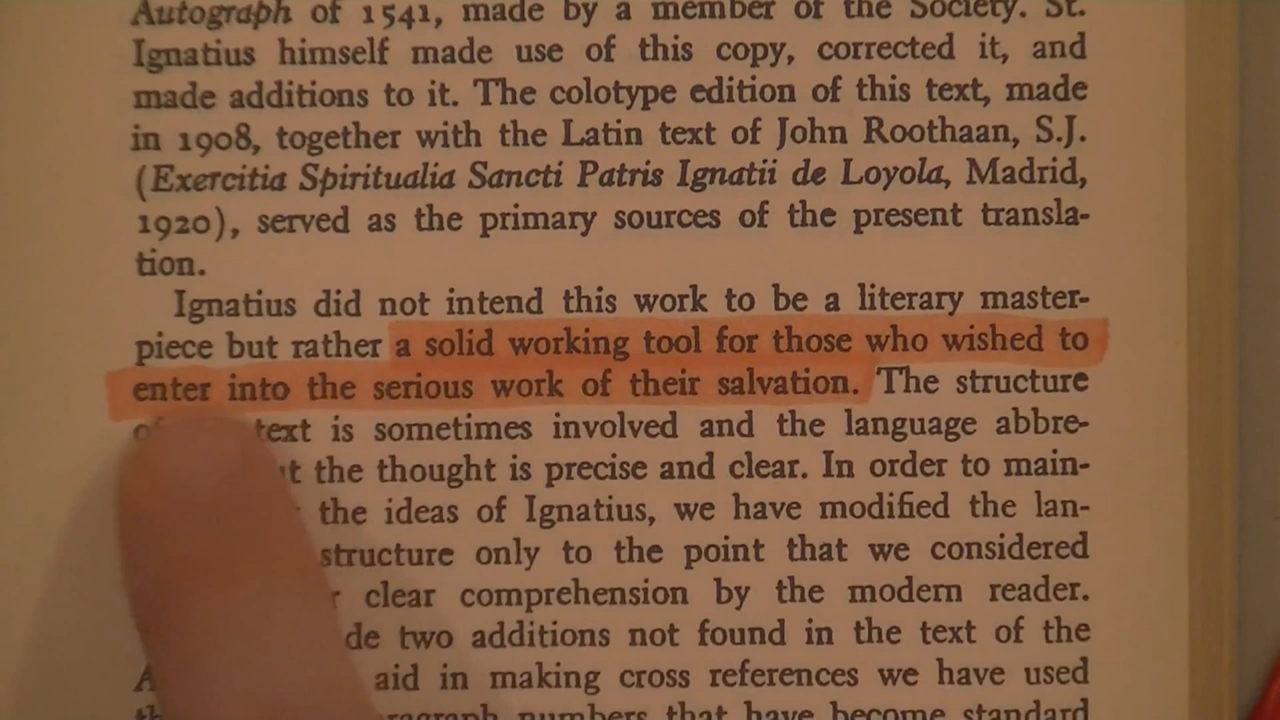 Autograph of 1541, made by a member of the Society. St.
Ignatius himself made use of this copy, corrected it, and
made additions to it. The colotype edition of this text, made
in 1908, together with the Latin text of John Roothaan, S.J.
(Exercitia Spiritualia Sancti Patris Ignatii de Loyola, Madrid,
1920), served as the primary sources of the present transla-
tion.
Ignatius did not intend this work to be a literary master-
piece but rather a solid working tool for those who wished to
enter into the serious work of their salvation. The structure
text is sometimes involved and the language abbre-
the thought is precise and clear. In order to main-
the ideas of Ignatius, we have modified the lan-
structure only to the point that we considered
clear comprehension by the modern reader.
two additions not found in the text of the
aid in making cross references we have used
numbers that have become standard